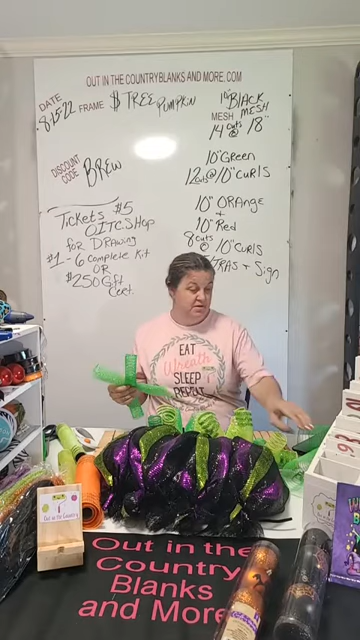 OUT IN THE COUNTRYBLANKS AND MORE.COM
DATE
8-15-22
FRAME $ TREE PUMPKIN
10" BLACK
MESH
MESH
14 cuts @ 18"
DISCOUNT
CODE
BREW
10" Green
12 cuts @ 10" CURLS
10" ORANge
+
10" Red
8 cuts @ 10" CURLS
+ Sign
Tickets $5
O.I.T.C. Shop
for DRAWing
#1 - 6 Complete Kit
OR
$250 Gift
Cert.
EAT
Wreath
SLEEP
REPEAT
Out in the Country
Out in the
Country
Blanks
and More